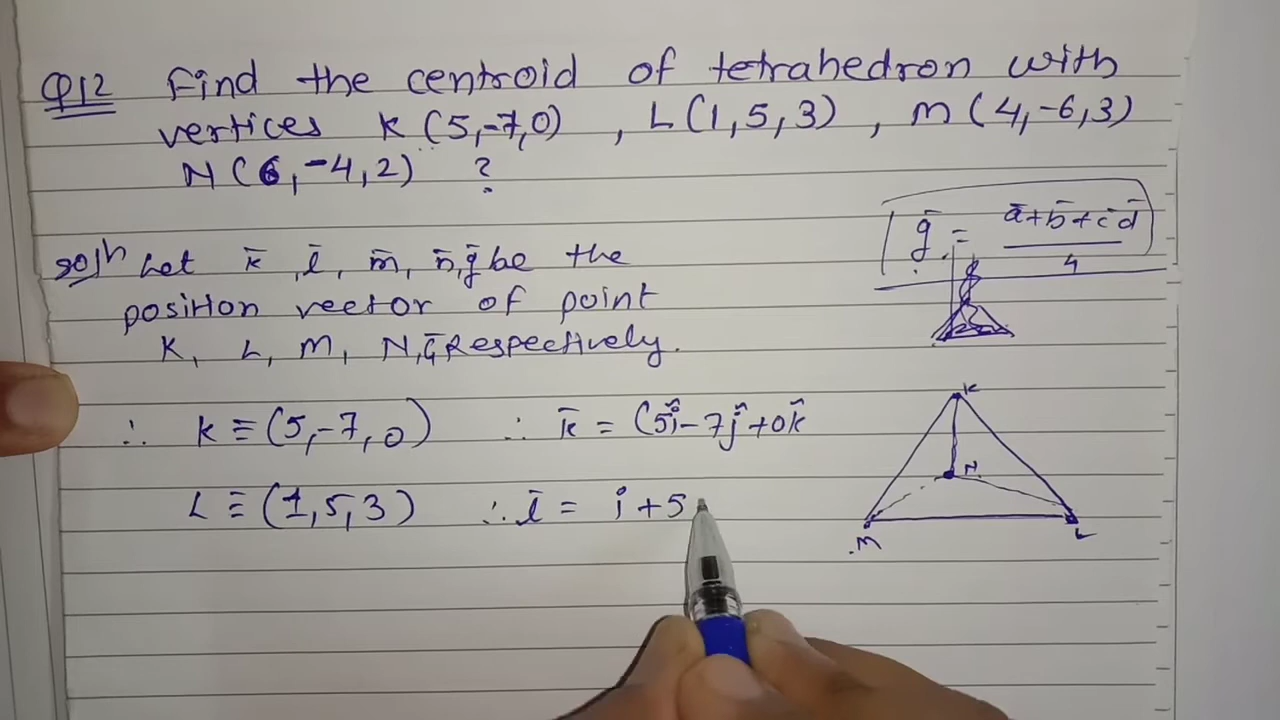 Q12 Find the centroid of tetrahedron with
vertices K (5,-7,0) , L(1,5,3) , M(4,-6,3)
N(6,-4,2) ?
ḡ = ā+b̄+c̄ d̄
4
soln Let k̄, l̄, m̄, n̄, ḡ be the
position vector of point
K, L, M, N, Ḡ Respectively.
∴ K ≡ (5,-7,0) ∴ k̄ = (5î-7ĵ+0k̂
L ≡ (1,5,3) ∴ l̄ = i+5
K
N
M
L